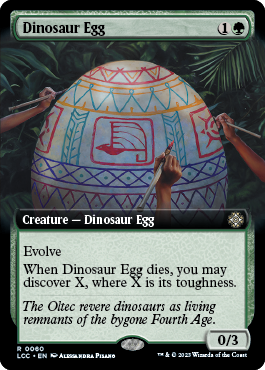 Dinosaur Egg 1
Creature — Dinosaur Egg
Evolve
When Dinosaur Egg dies, you may
discover X, where X is its toughness.
The Oltec revere dinosaurs as living
remnants of the bygone Fourth Age.
0/3
R 0060
LCC • EN Alessandra Pisano
™ & © 2023 Wizards of the Coast